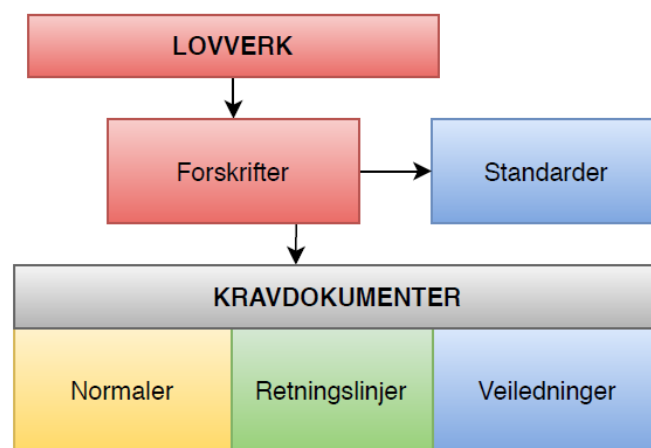 LOVVERK
Forskrifter
Standarder
KRAVDOKUMENTER
Normaler
Retningslinjer
Veiledninger